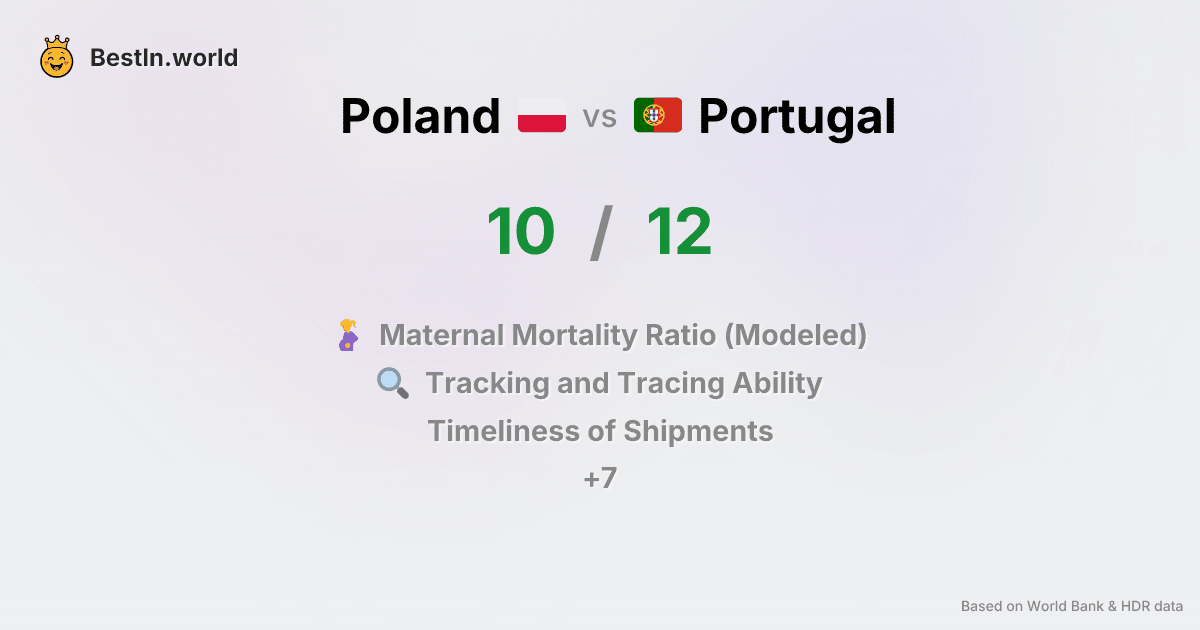 BestIn.world
Poland vs Portugal
10 / 12
Maternal Mortality Ratio (Modeled)
Tracking and Tracing Ability
Timeliness of Shipments
+7
Based on World Bank & HDR data